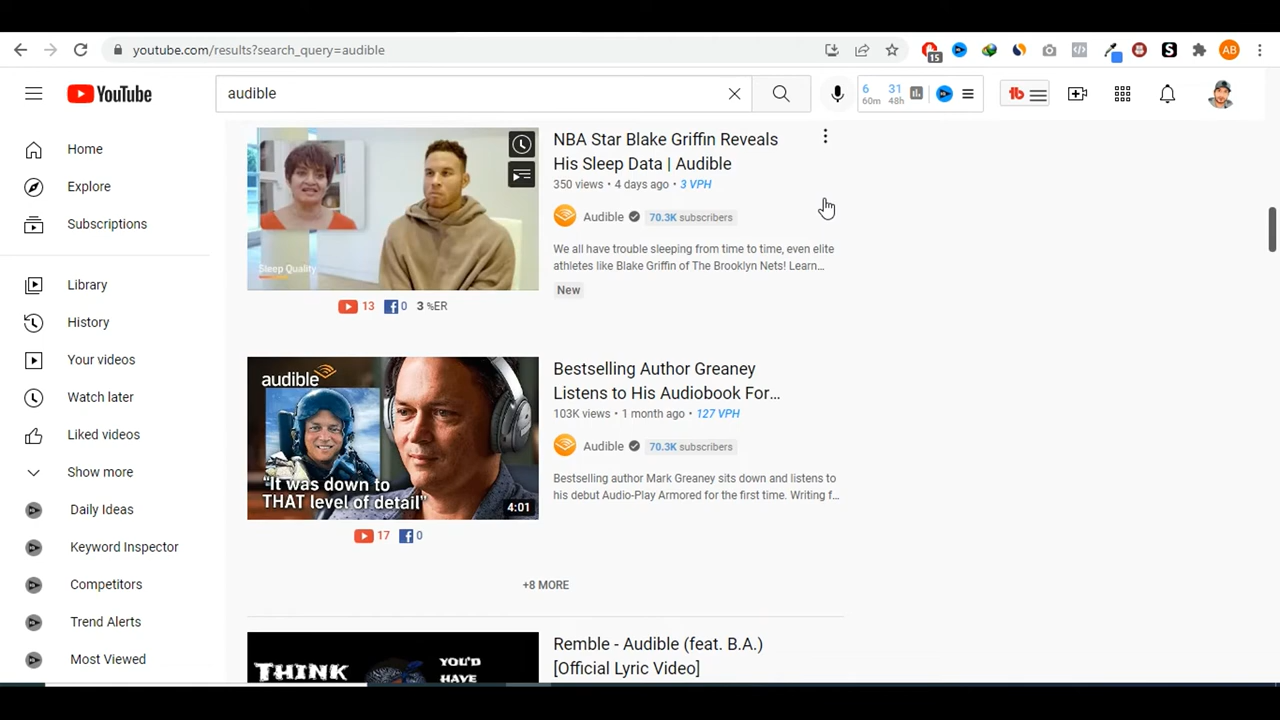 youtube.com/results?search_query=audible
15
AB
YouTube
audible
6
60m
31
48h
Home
Explore
Subscriptions
Library
History
Your videos
Watch later
Liked videos
Show more
Daily Ideas
Keyword Inspector
Competitors
Trend Alerts
Most Viewed
Sleep Quality
13 0 3 %ER
NBA Star Blake Griffin Reveals
His Sleep Data | Audible
350 views • 4 days ago • 3 VPH
Audible 70.3K subscribers
We all have trouble sleeping from time to time, even elite
athletes like Blake Griffin of The Brooklyn Nets! Learn...
New
audible
"It was down to
THAT level of detail"
4:01
17 0
Bestselling Author Greaney
Listens to His Audiobook For...
103K views • 1 month ago • 127 VPH
Audible 70.3K subscribers
Bestselling author Mark Greaney sits down and listens to
his debut Audio-Play Armored for the first time. Writing f...
+8 MORE
THINK YOU'D
HAVE
Remble - Audible (feat. B.A.)
[Official Lyric Video]